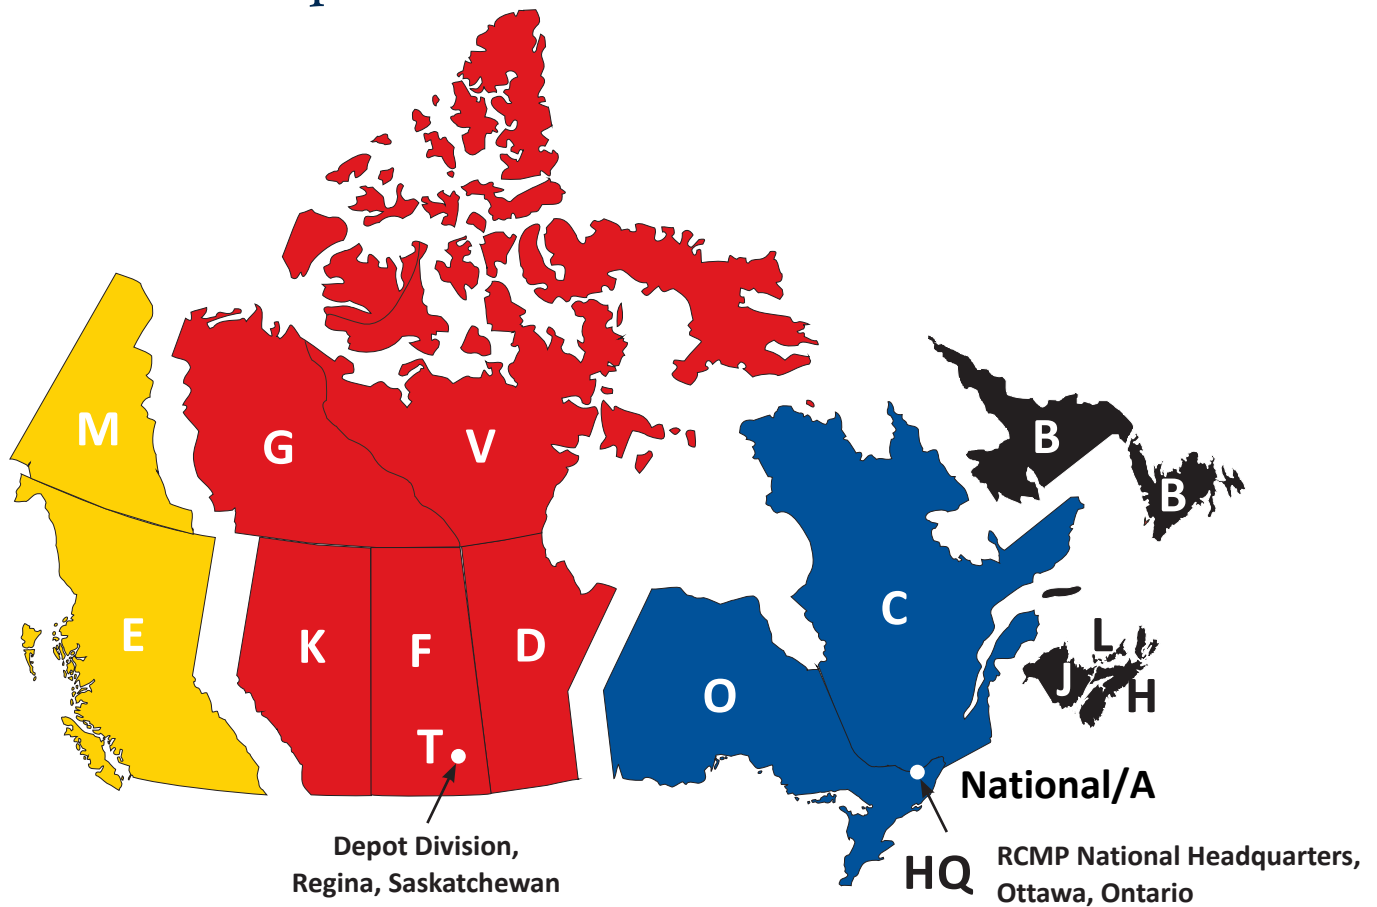 M
G
V
B
B
E
K
F
D
C
O
L
J
H
T
National/A
Depot Division,
Regina, Saskatchewan
HQ
RCMP National Headquarters,
Ottawa, Ontario